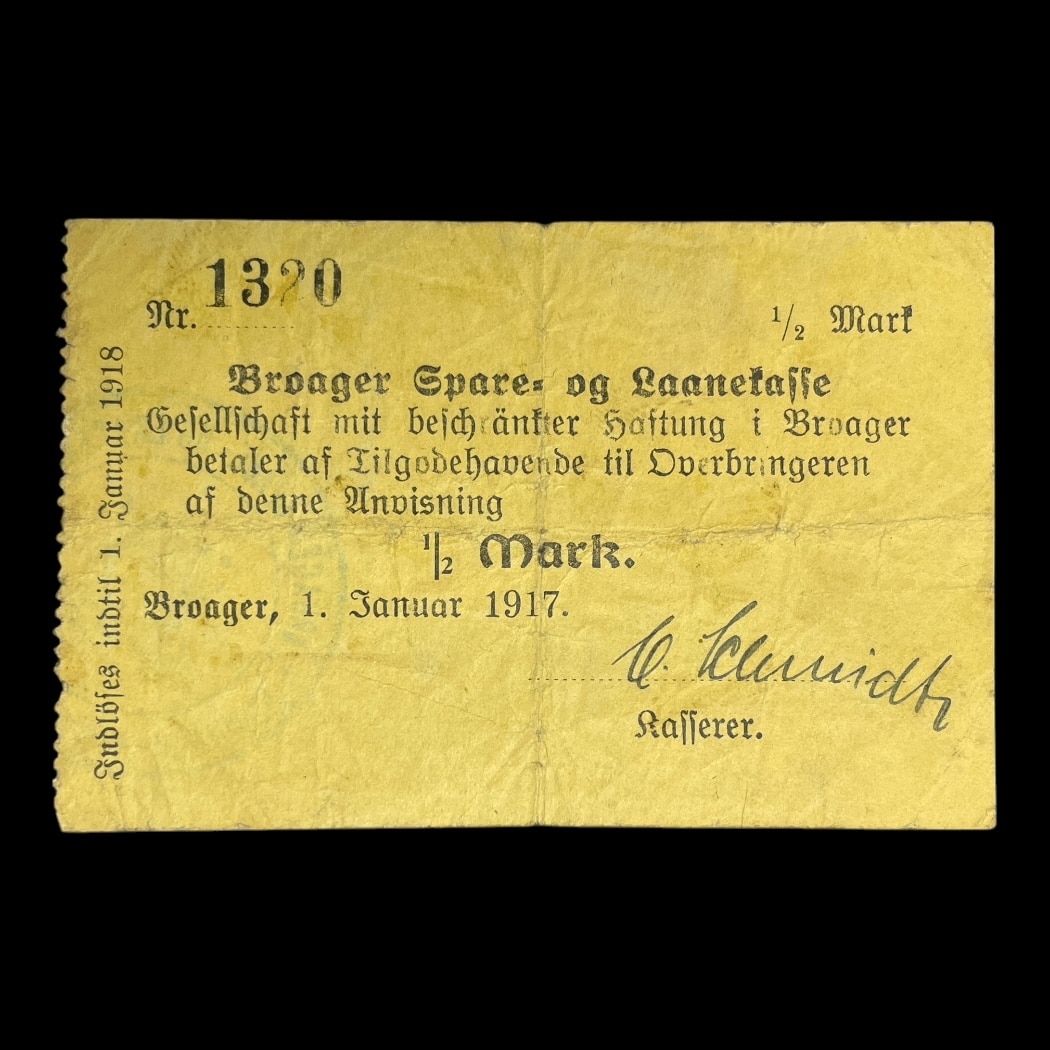 Nr. 1320
1/2 Mark
Broager Spare- og Laanekasse
Gesellschaft mit beschränkter Haftung i Broager
betaler af Tilgodehavende til Overbringeren
af denne Anvisning
1/2 Mark.
Broager, 1. Januar 1917.
C. Schmidt
Kasserer.
Indlöses indtil 1. Januar 1918